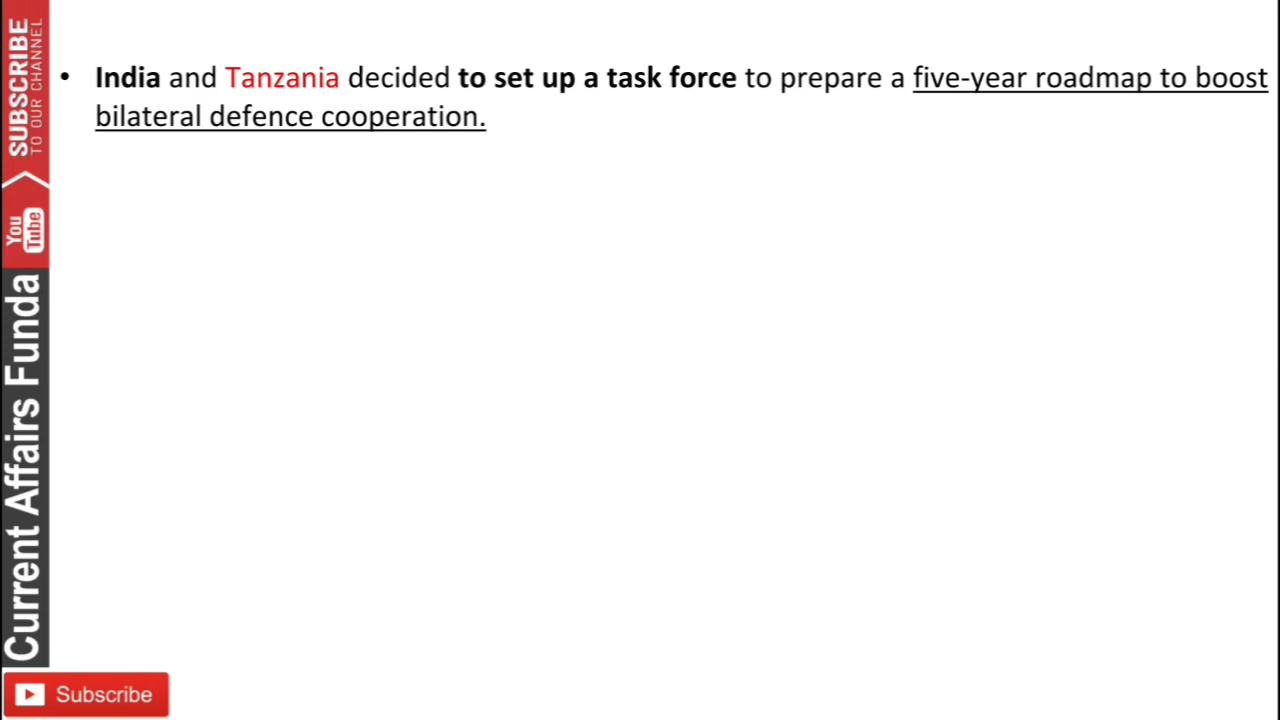 • India and Tanzania decided to set up a task force to prepare a five-year roadmap to boost
bilateral defence cooperation.
SUBSCRIBE
TO OUR CHANNEL
You
Tube
Current Affairs Funda
Subscribe